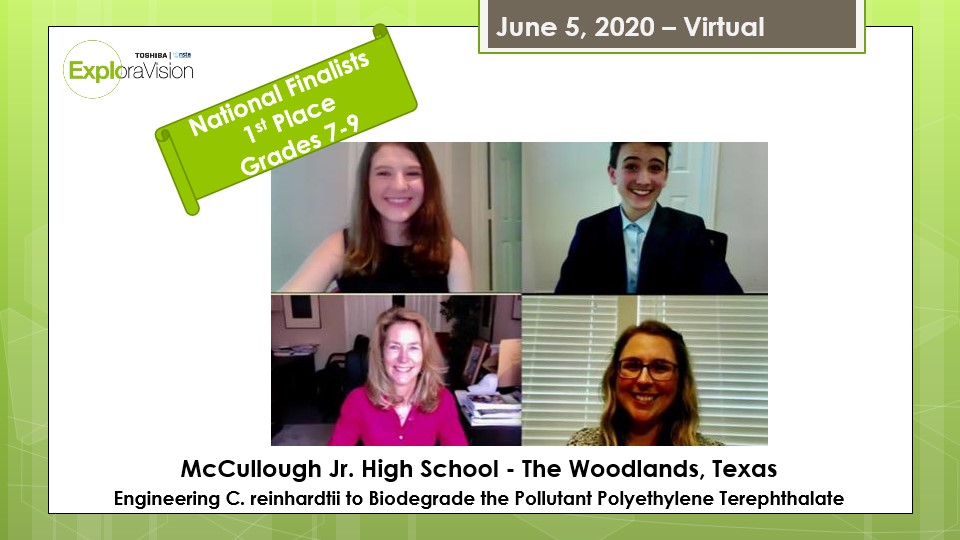 June 5, 2020 – Virtual
TOSHIBA | nsta
ExploraVision
National Finalists
1st Place
Grades 7-9
McCullough Jr. High School - The Woodlands, Texas
Engineering C. reinhardtii to Biodegrade the Pollutant Polyethylene Terephthalate